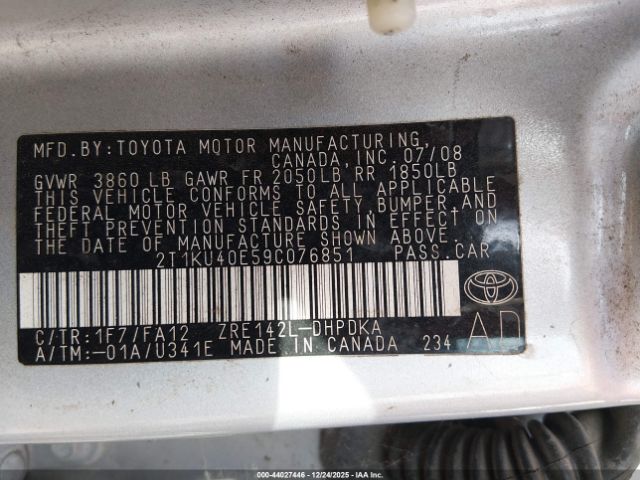 MFD.BY:TOYOTA MOTOR MANUFACTURING,
CANADA,INC.07/08
GVWR 3860 LB GAWR FR 2050LB RR 1850LB
THIS VEHICLE CONFORMS TO ALL APPLICABLE
FEDERAL MOTOR VEHICLE SAFETY BUMPER AND
THEFT PREVENTION STANDARDS IN EFFECT ON
THE DATE OF MANUFACTURE SHOWN ABOVE.
2T1KU40E59C076851 PASS.CAR
C/TR:1F7/FA12 ZRE142L-DHPDKA
A/TM:-01A/U341E MADE IN CANADA 234
AD
000-44027446 - 12/24/2025 - IAA Inc.